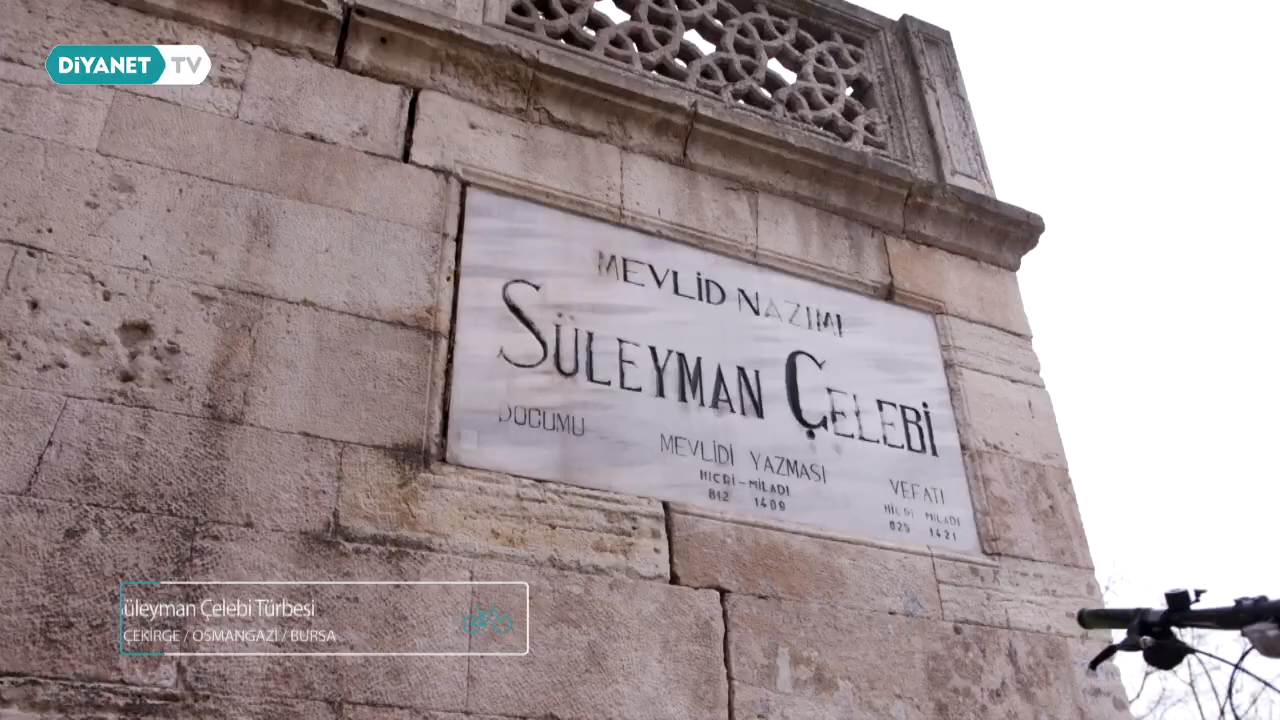 DİYANET TV
MEVLİD NAZIMI
SÜLEYMAN ÇELEBİ
DOĞUMU
MEVLİDİ YAZMASI
HİCRİ-MİLADI
812 1409
VEFATI
HİCRİ MİLADI
825 1421
üleyman Çelebi Türbesi
ÇEKİRGE / OSMANGAZİ / BURSA